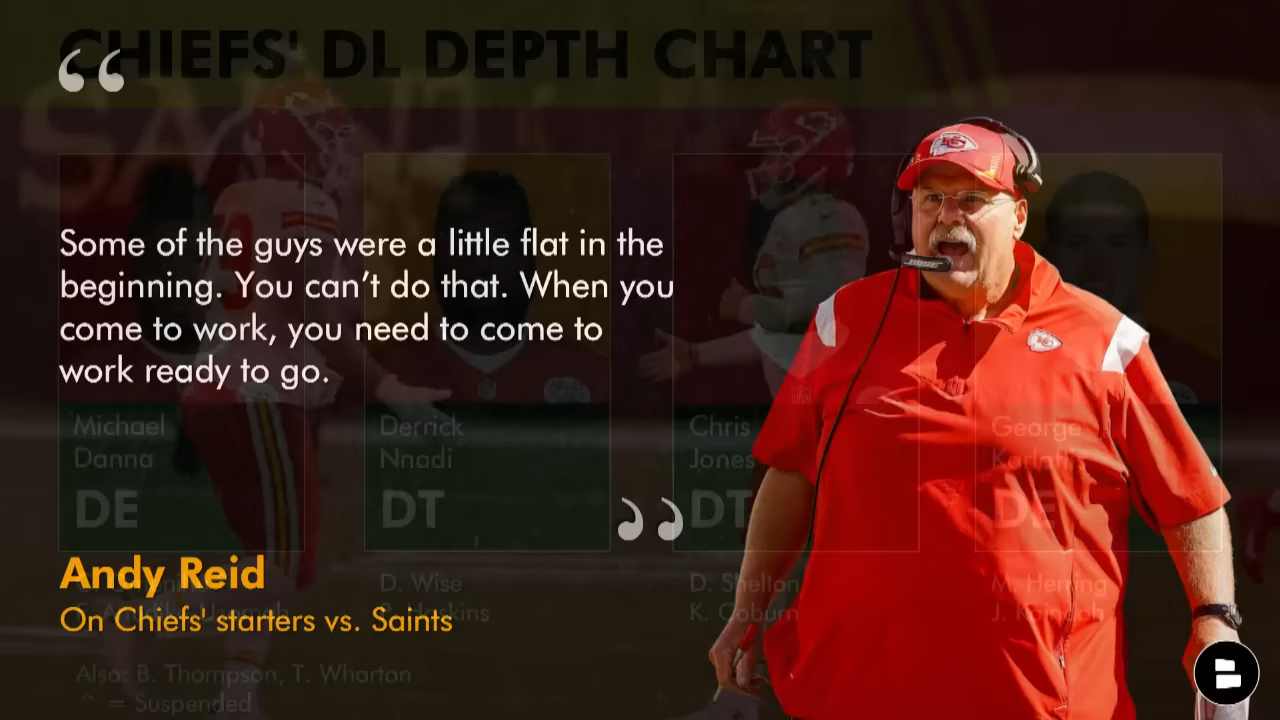 CHIEFS' DL DEPTH CHART
“
Some of the guys were a little flat in the
beginning. You can’t do that. When you
come to work, you need to come to
work ready to go.
”
Michael
Danna
DE
Derrick
Nnadi
DT
Chris
Jones
DT
George
DE
Andy Reid
On Chiefs' starters vs. Saints
D. Wise
D. Shelton
K. Coburn
M. Herring
Also: B. Thompson, T. Wharton
^ = Suspended